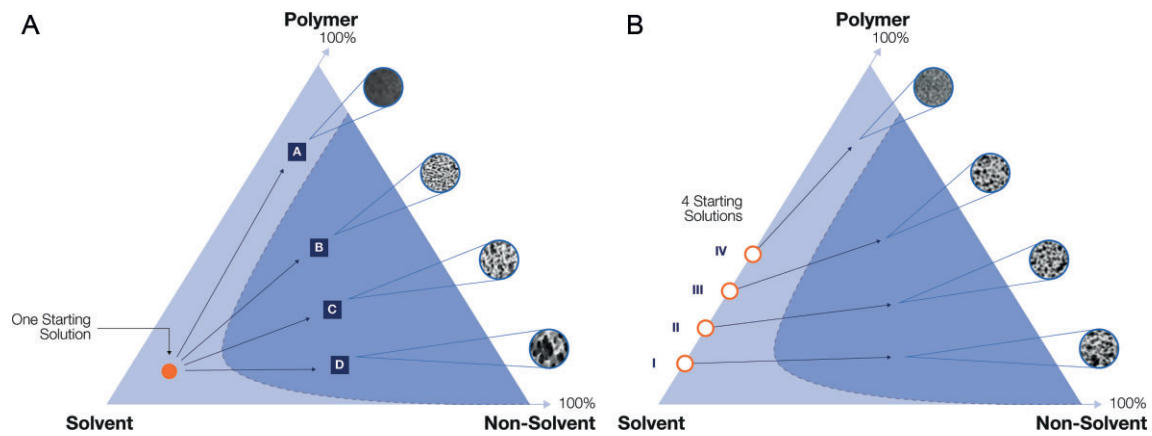 A
Polymer
100%
A
B
C
D
One Starting
Solution
Solvent
100%
Non-Solvent
B
Polymer
100%
4 Starting
Solutions
IV
III
II
I
Solvent
100%
Non-Solvent